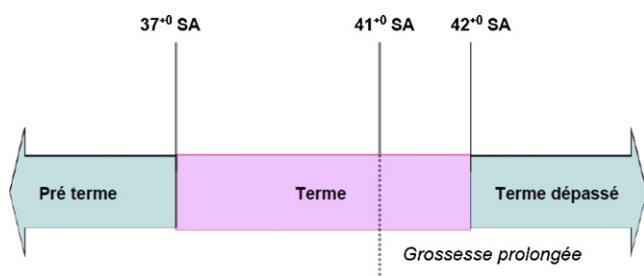 37⁺⁰ SA 41⁺⁰ SA 42⁺⁰ SA
Pré terme Terme Terme dépassé
Grossesse prolongée